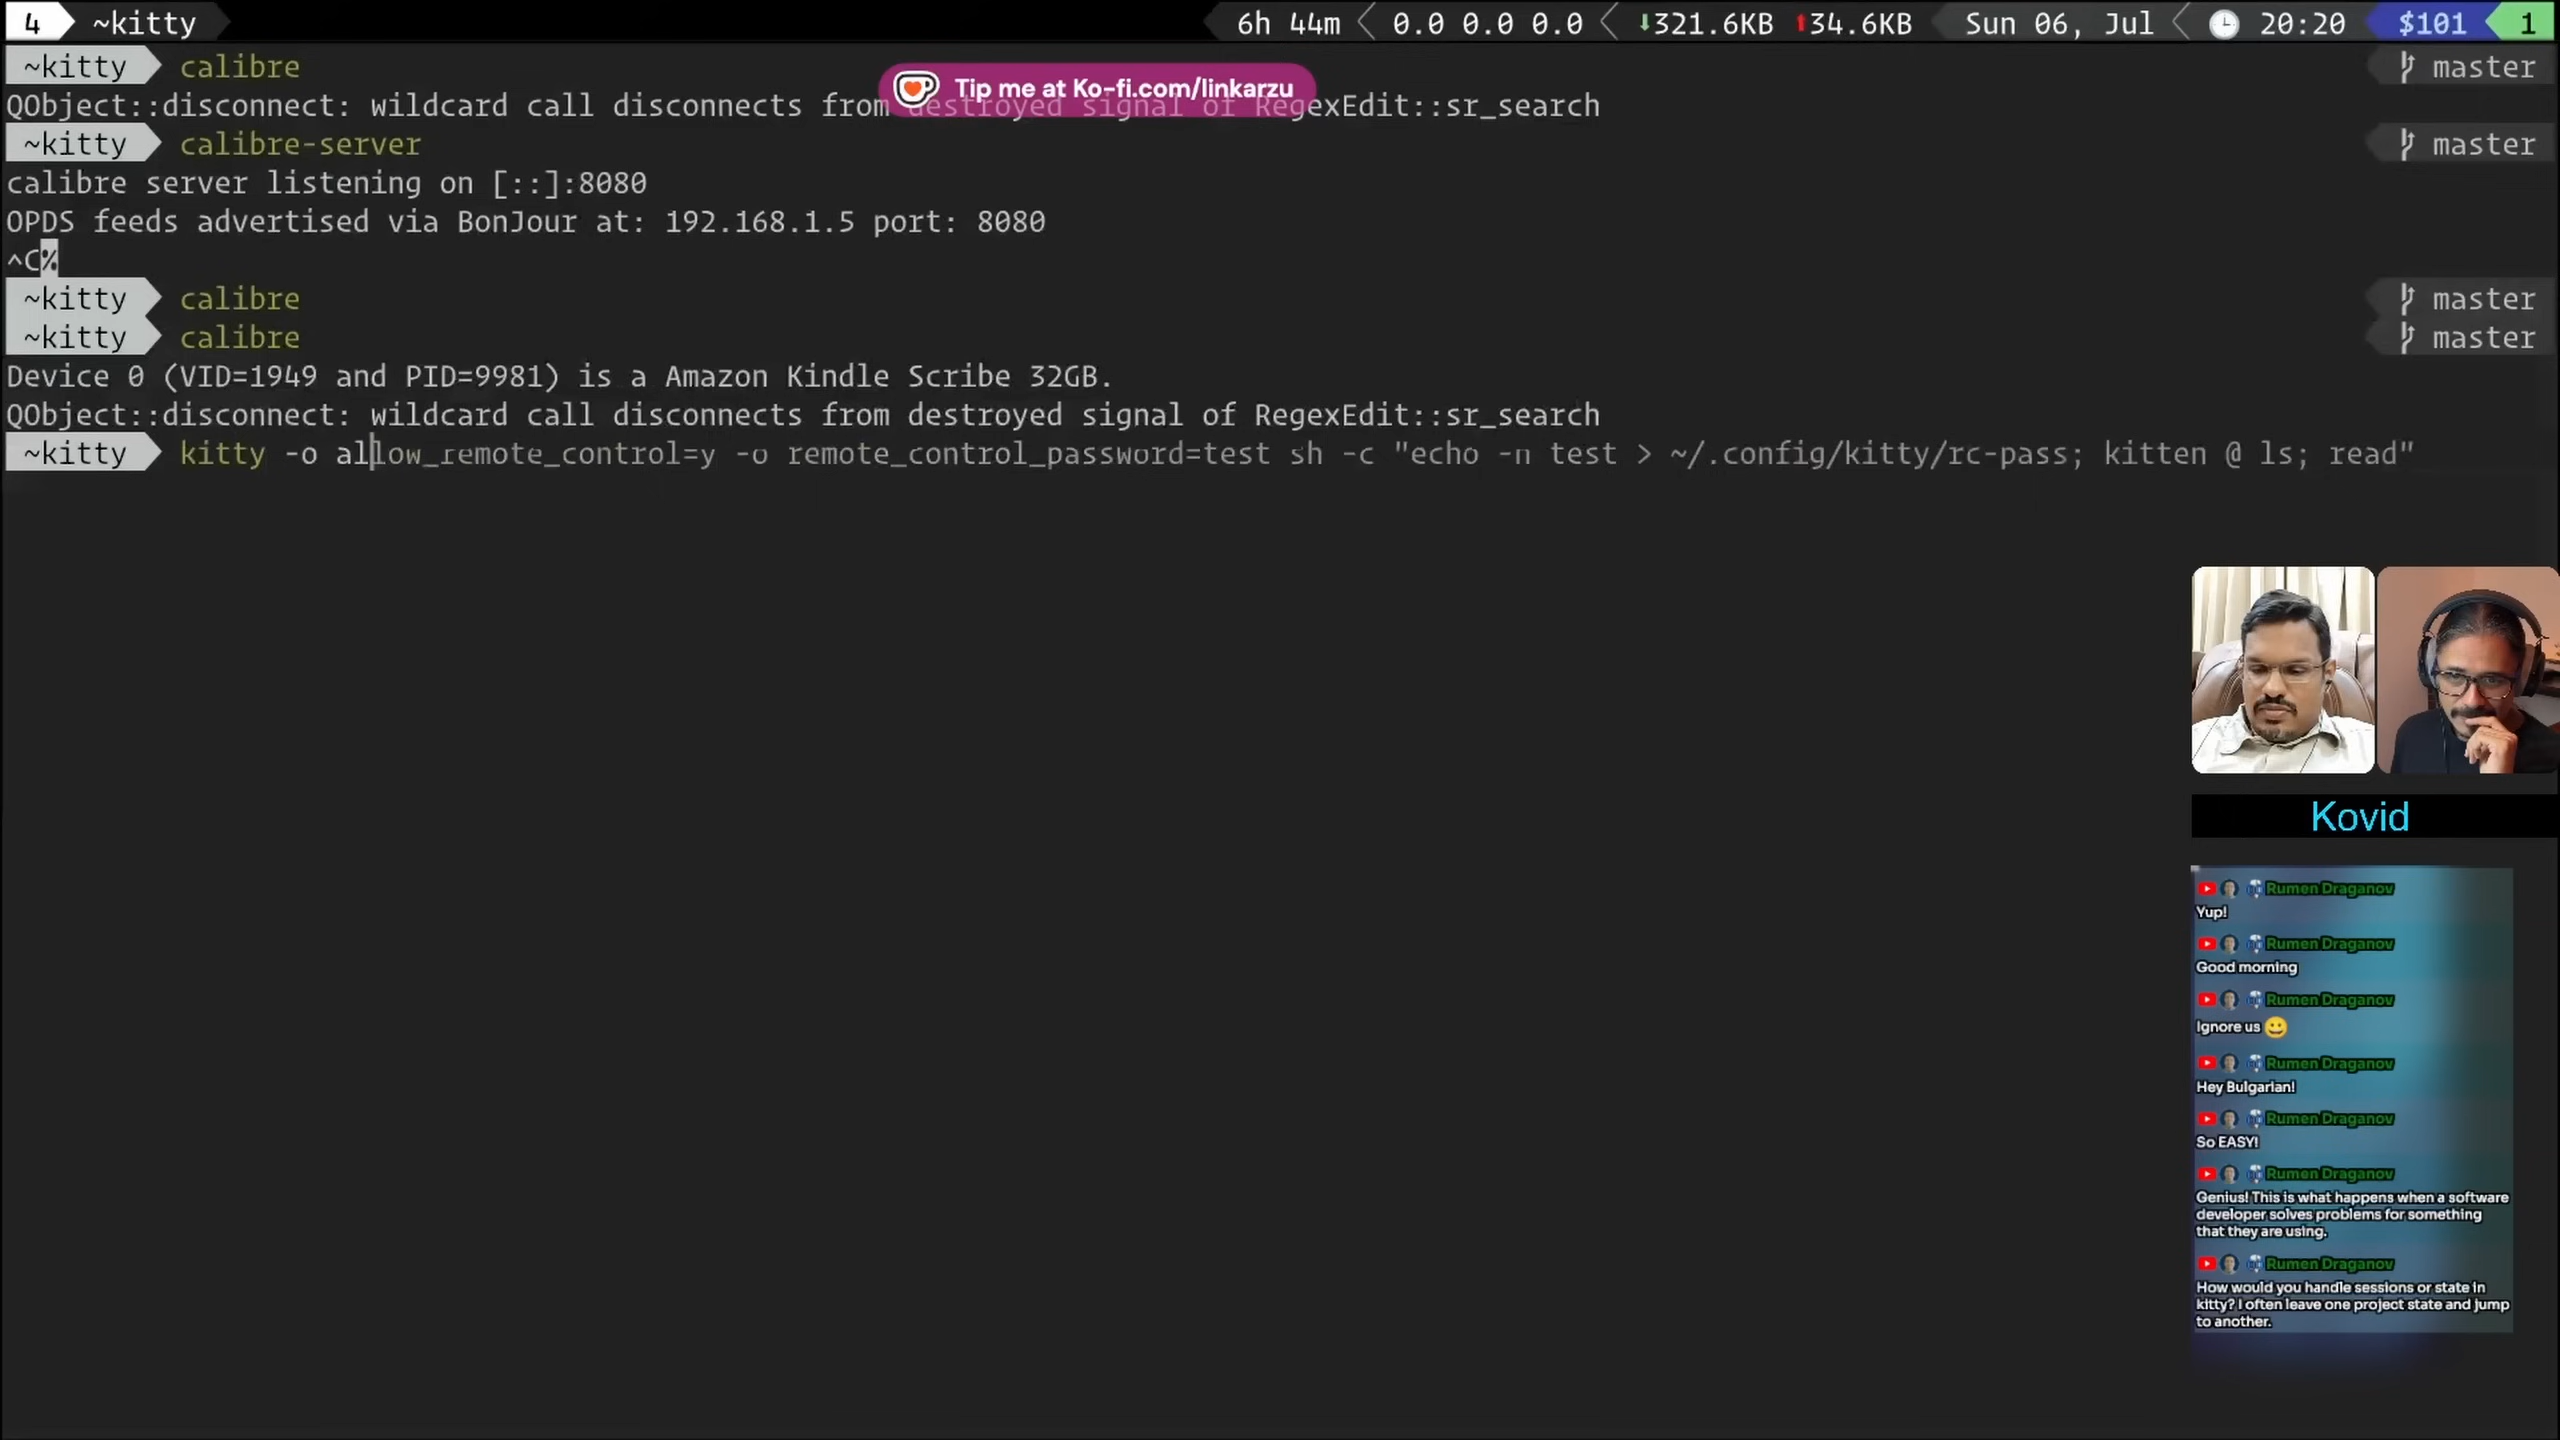 4 ~kitty 6h 44m 0.0 0.0 0.0 ↓321.6KB ↑34.6KB Sun 06, Jul 20:20 $101 1
~kitty calibre master
Tip me at Ko-fi.com/linkarzu
QObject::disconnect: wildcard call disconnects from destroyed signal of RegexEdit::sr_search
~kitty calibre-server master
calibre server listening on [::]:8080
OPDS feeds advertised via BonJour at: 192.168.1.5 port: 8080
^C%
~kitty calibre master
~kitty calibre master
Device 0 (VID=1949 and PID=9981) is a Amazon Kindle Scribe 32GB.
QObject::disconnect: wildcard call disconnects from destroyed signal of RegexEdit::sr_search
~kitty kitty -o allow_remote_control=y -o remote_control_password=test sh -c "echo -n test > ~/.config/kitty/rc-pass; kitten @ ls; read"
Kovid
Rumen Draganov
Yup!
Rumen Draganov
Good morning
Rumen Draganov
Ignore us 😀
Rumen Draganov
Hey Bulgarian!
Rumen Draganov
So EASY!
Rumen Draganov
Genius! This is what happens when a software
developer solves problems for something
that they are using.
Rumen Draganov
How would you handle sessions or state in
kitty? I often leave one project state and jump
to another.